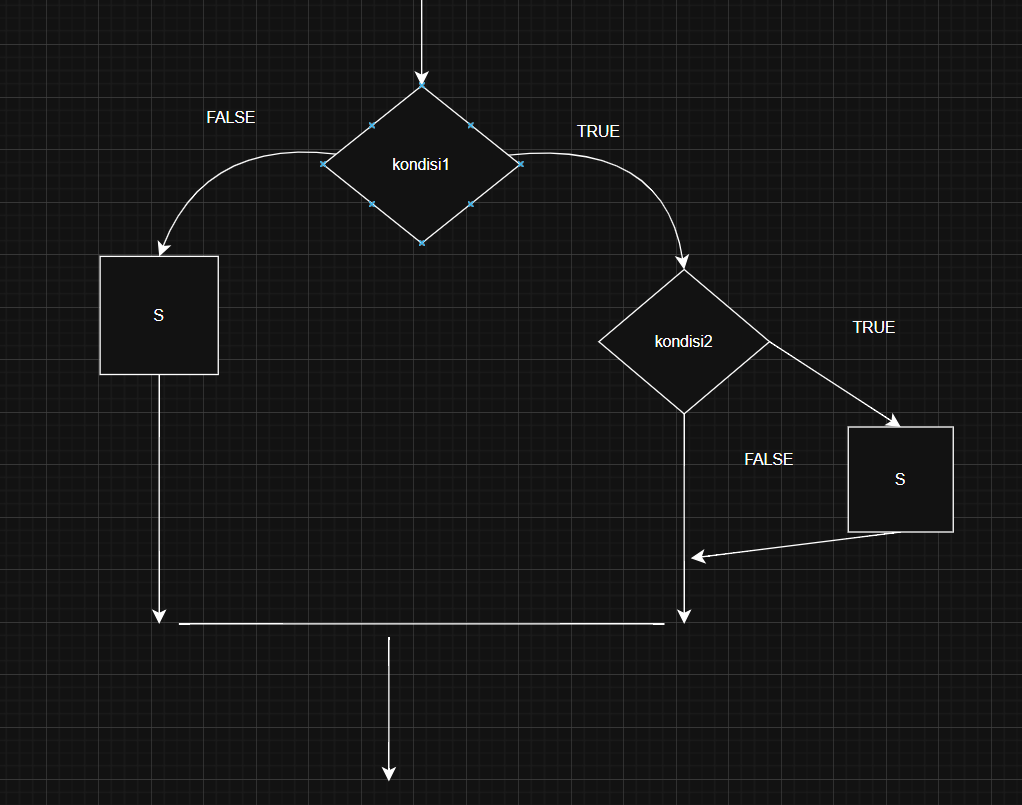 FALSE
TRUE
kondisi1
S
TRUE
kondisi2
FALSE
S